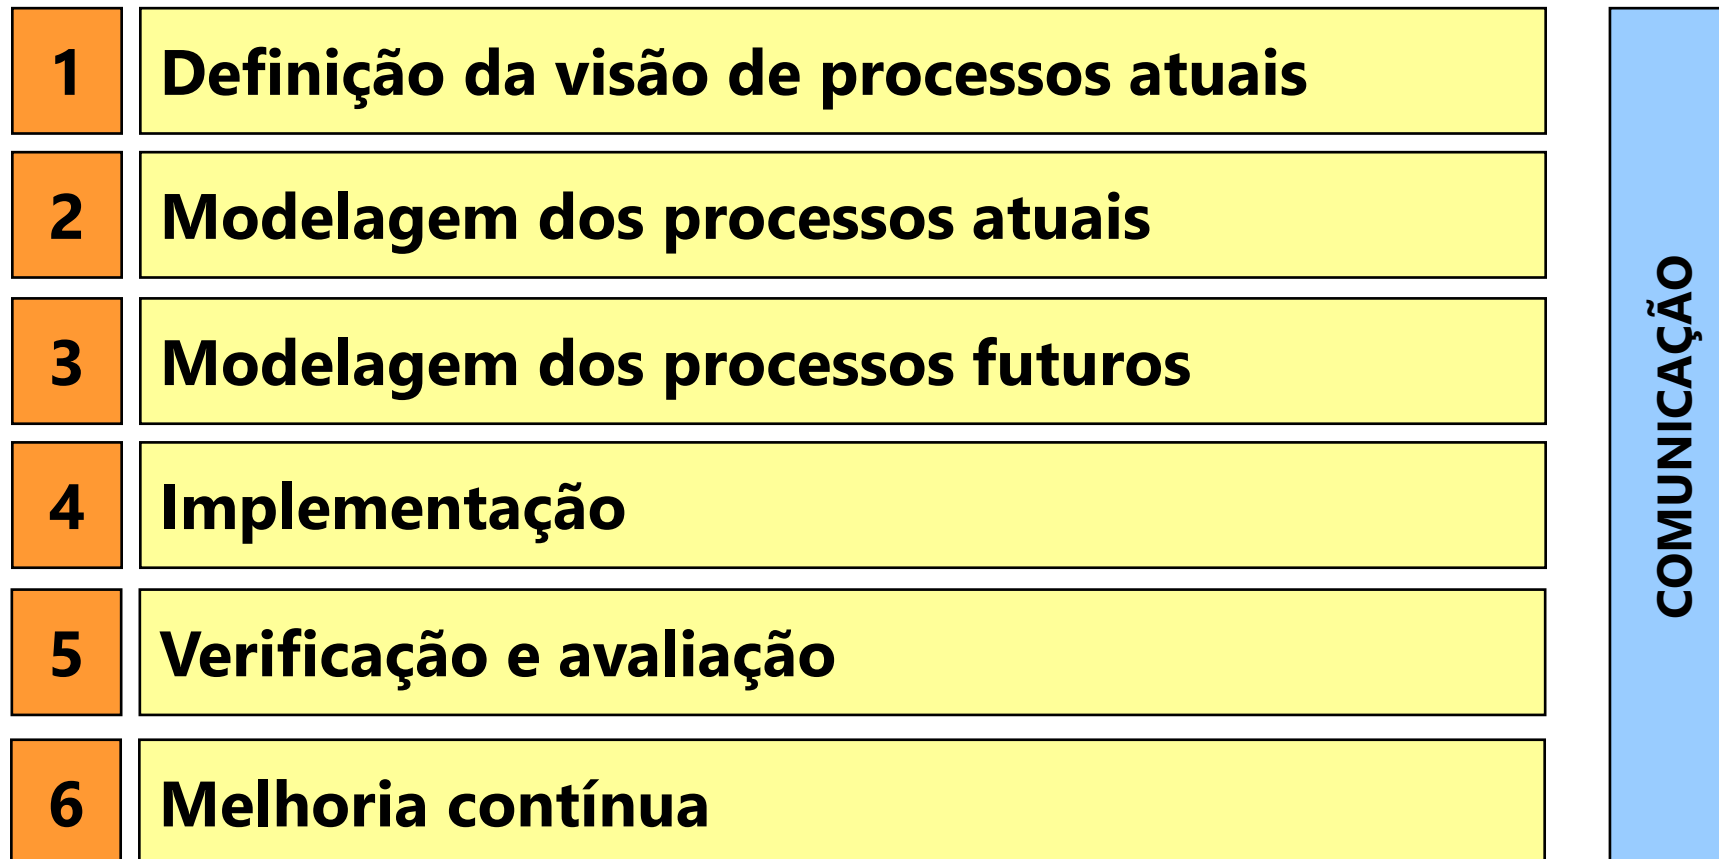 1 Definição da visão de processos atuais
2 Modelagem dos processos atuais
3 Modelagem dos processos futuros
4 Implementação
5 Verificação e avaliação
6 Melhoria contínua
COMUNICAÇÃO